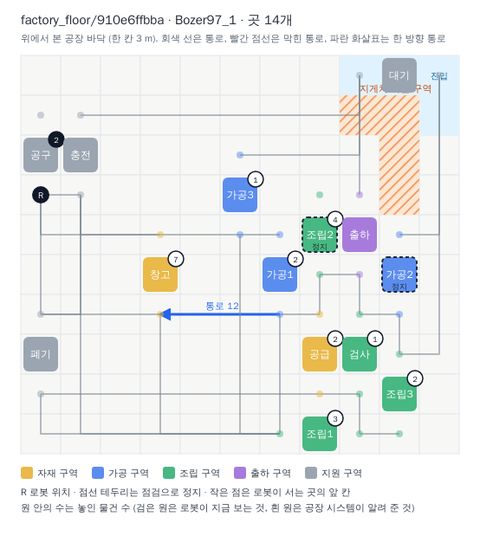 factory_floor/910e6ffbba · Bozer97_1 · 곳 14개
위에서 본 공장 바닥 (한 칸 3 m). 회색 선은 통로, 빨간 점선은 막힌 통로, 파란 화살표는 한 방향 통로
대기
전립
지게차 구역
2
공구
충전
R
1
가공3
4
조립2
정지
출하
7
창고
2
가공1
가공2
정지
통로 12
폐기
2
공급
1
검사
2
조립3
3
조립1
자재 구역
가공 구역
조립 구역
출하 구역
지원 구역
R 로봇 위치 · 점선 테두리는 점검으로 정지 · 작은 점은 로봇이 서는 곳의 앞 칸
원 안의 수는 놓인 물건 수 (검은 원은 로봇이 지금 보는 것, 흰 원은 공장 시스템이 알려 준 것)